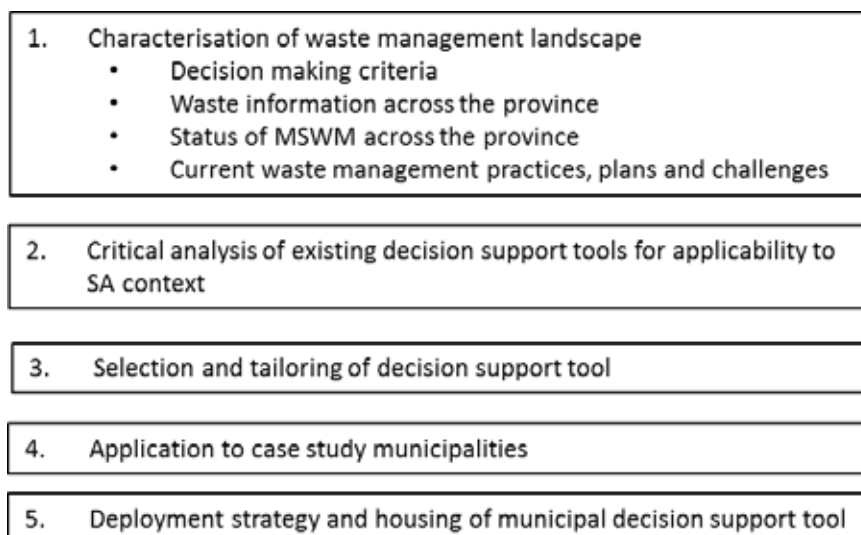 1. Characterisation of waste management landscape
• Decision making criteria
• Waste information across the province
• Status of MSWM across the province
• Current waste management practices, plans and challenges
2. Critical analysis of existing decision support tools for applicability to
SA context
3. Selection and tailoring of decision support tool
4. Application to case study municipalities
5. Deployment strategy and housing of municipal decision support tool